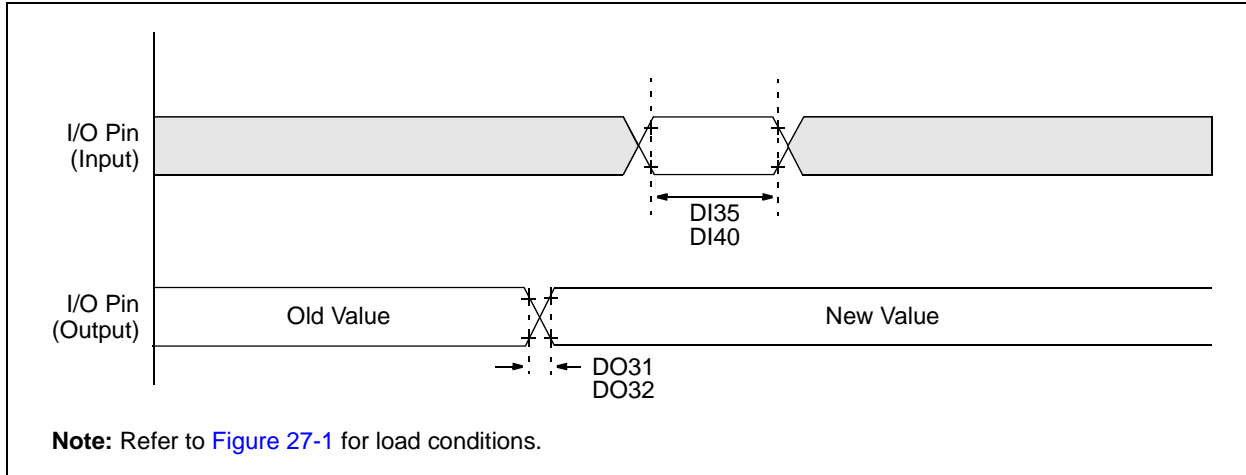 I/O Pin
(Input)
DI35
DI40
I/O Pin
(Output)
Old Value
New Value
DO31
DO32
Note: Refer to Figure 27-1 for load conditions.